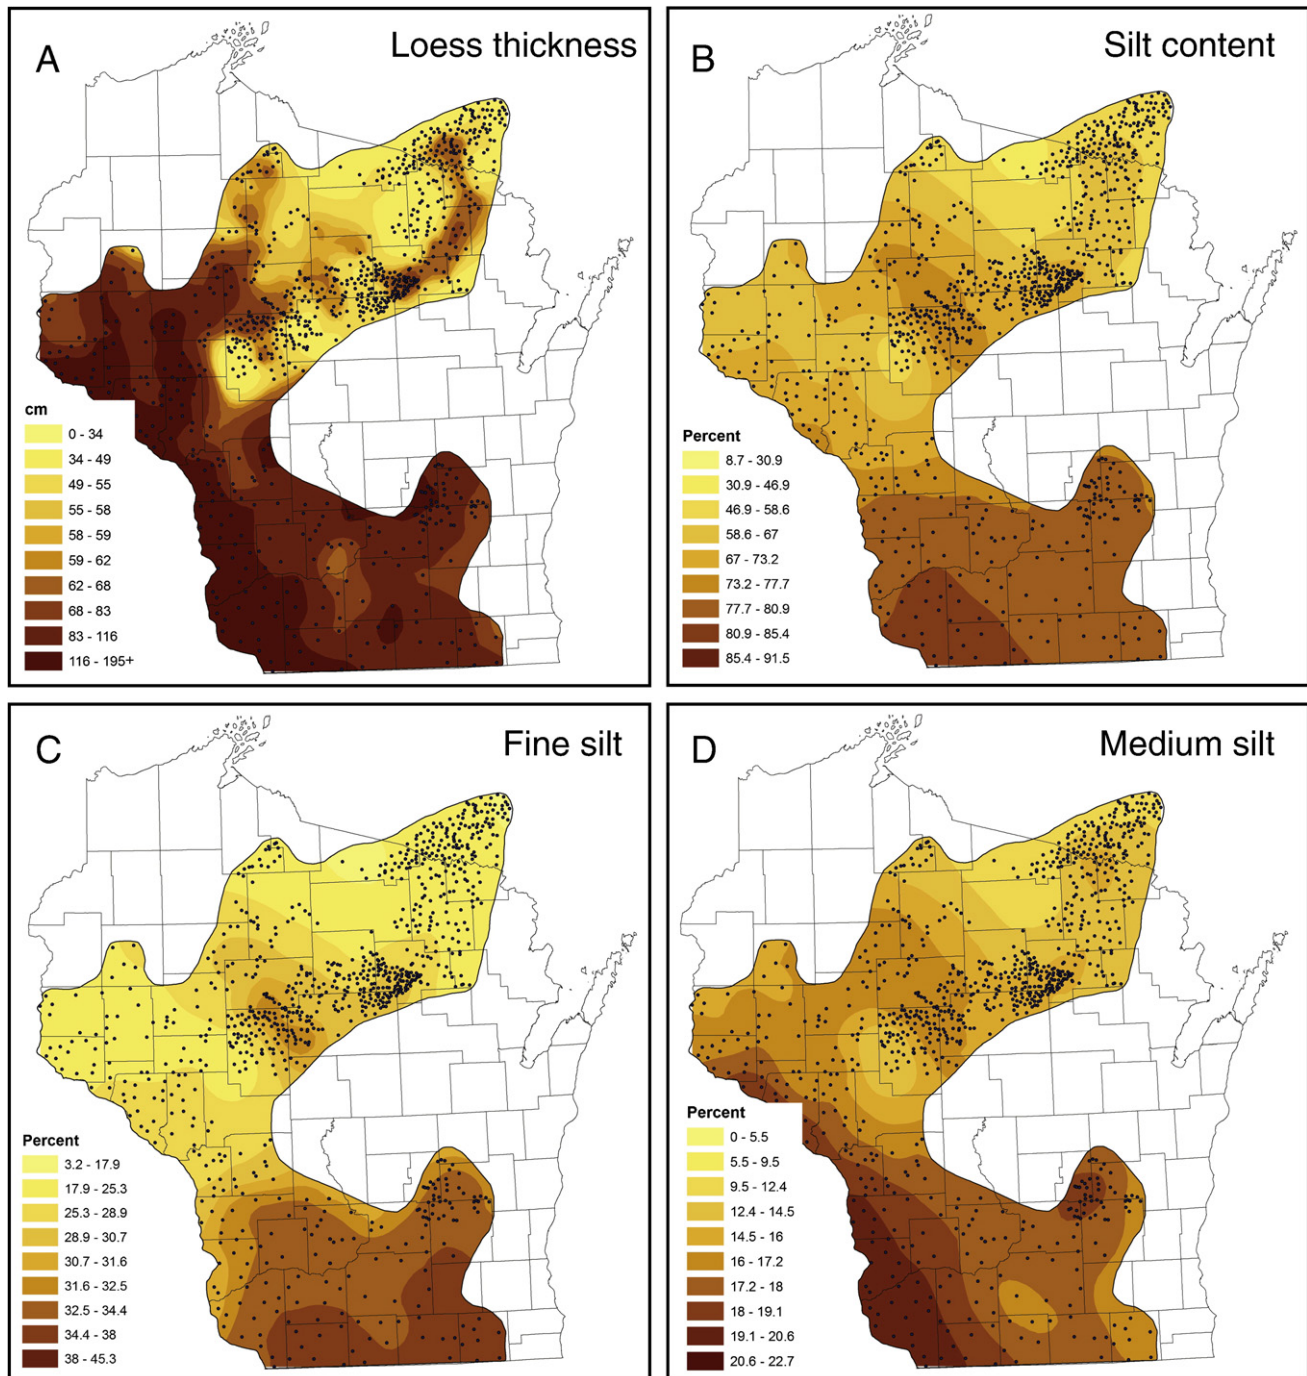 A
Loess thickness
cm
0 - 34
34 - 49
49 - 55
55 - 58
58 - 59
59 - 62
62 - 68
68 - 83
83 - 116
116 - 195+
B
Silt content
Percent
8.7 - 30.9
30.9 - 46.9
46.9 - 58.6
58.6 - 67
67 - 73.2
73.2 - 77.7
77.7 - 80.9
80.9 - 85.4
85.4 - 91.5
C
Fine silt
Percent
3.2 - 17.9
17.9 - 25.3
25.3 - 28.9
28.9 - 30.7
30.7 - 31.6
31.6 - 32.5
32.5 - 34.4
34.4 - 38
38 - 45.3
D
Medium silt
Percent
0 - 5.5
5.5 - 9.5
9.5 - 12.4
12.4 - 14.5
14.5 - 16
16 - 17.2
17.2 - 18
18 - 19.1
19.1 - 20.6
20.6 - 22.7